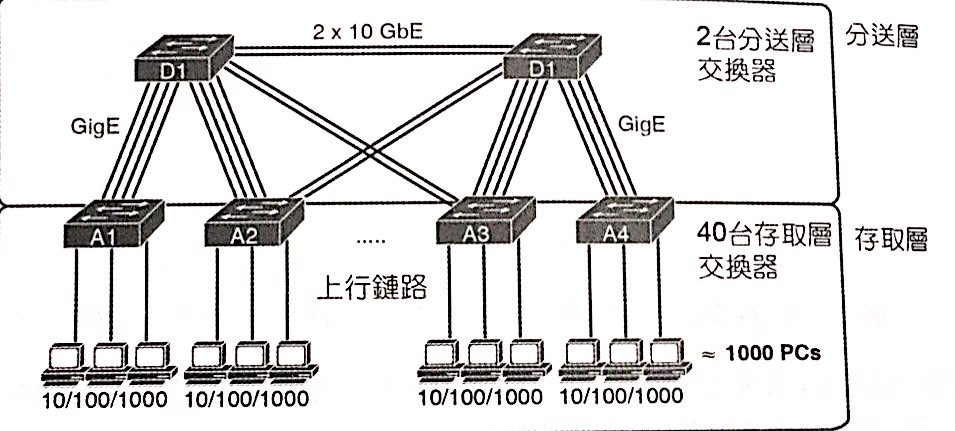 2 x 10 GbE
D1
D1
2台分送層
交換器
分送層
GigE
GigE
A1
A2
.....
A3
A4
40台存取層
交換器
存取層
上行鏈路
≈ 1000 PCs
10/100/1000
10/100/1000
10/100/1000
10/100/1000